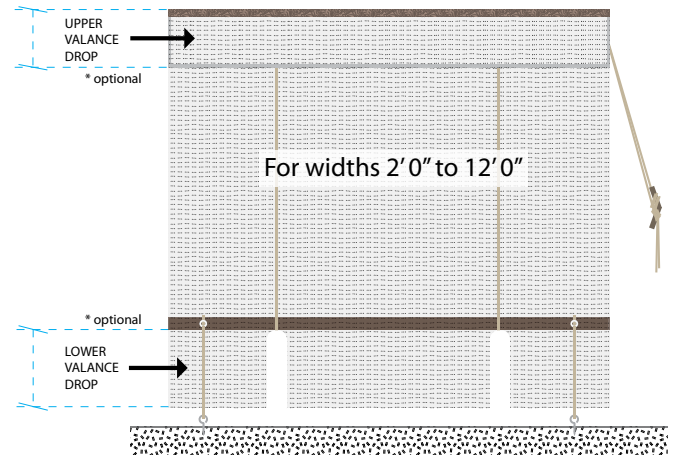 UPPER
VALANCE
DROP
* optional
For widths 2' 0" to 12' 0"
* optional
LOWER
VALANCE
DROP